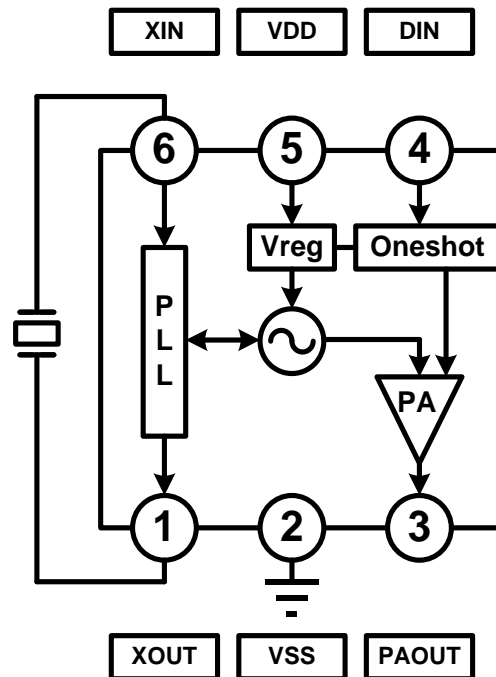 XIN VDD DIN
6 5 4
Vreg Oneshot
P
L
L
PA
1 2 3
XOUT VSS PAOUT